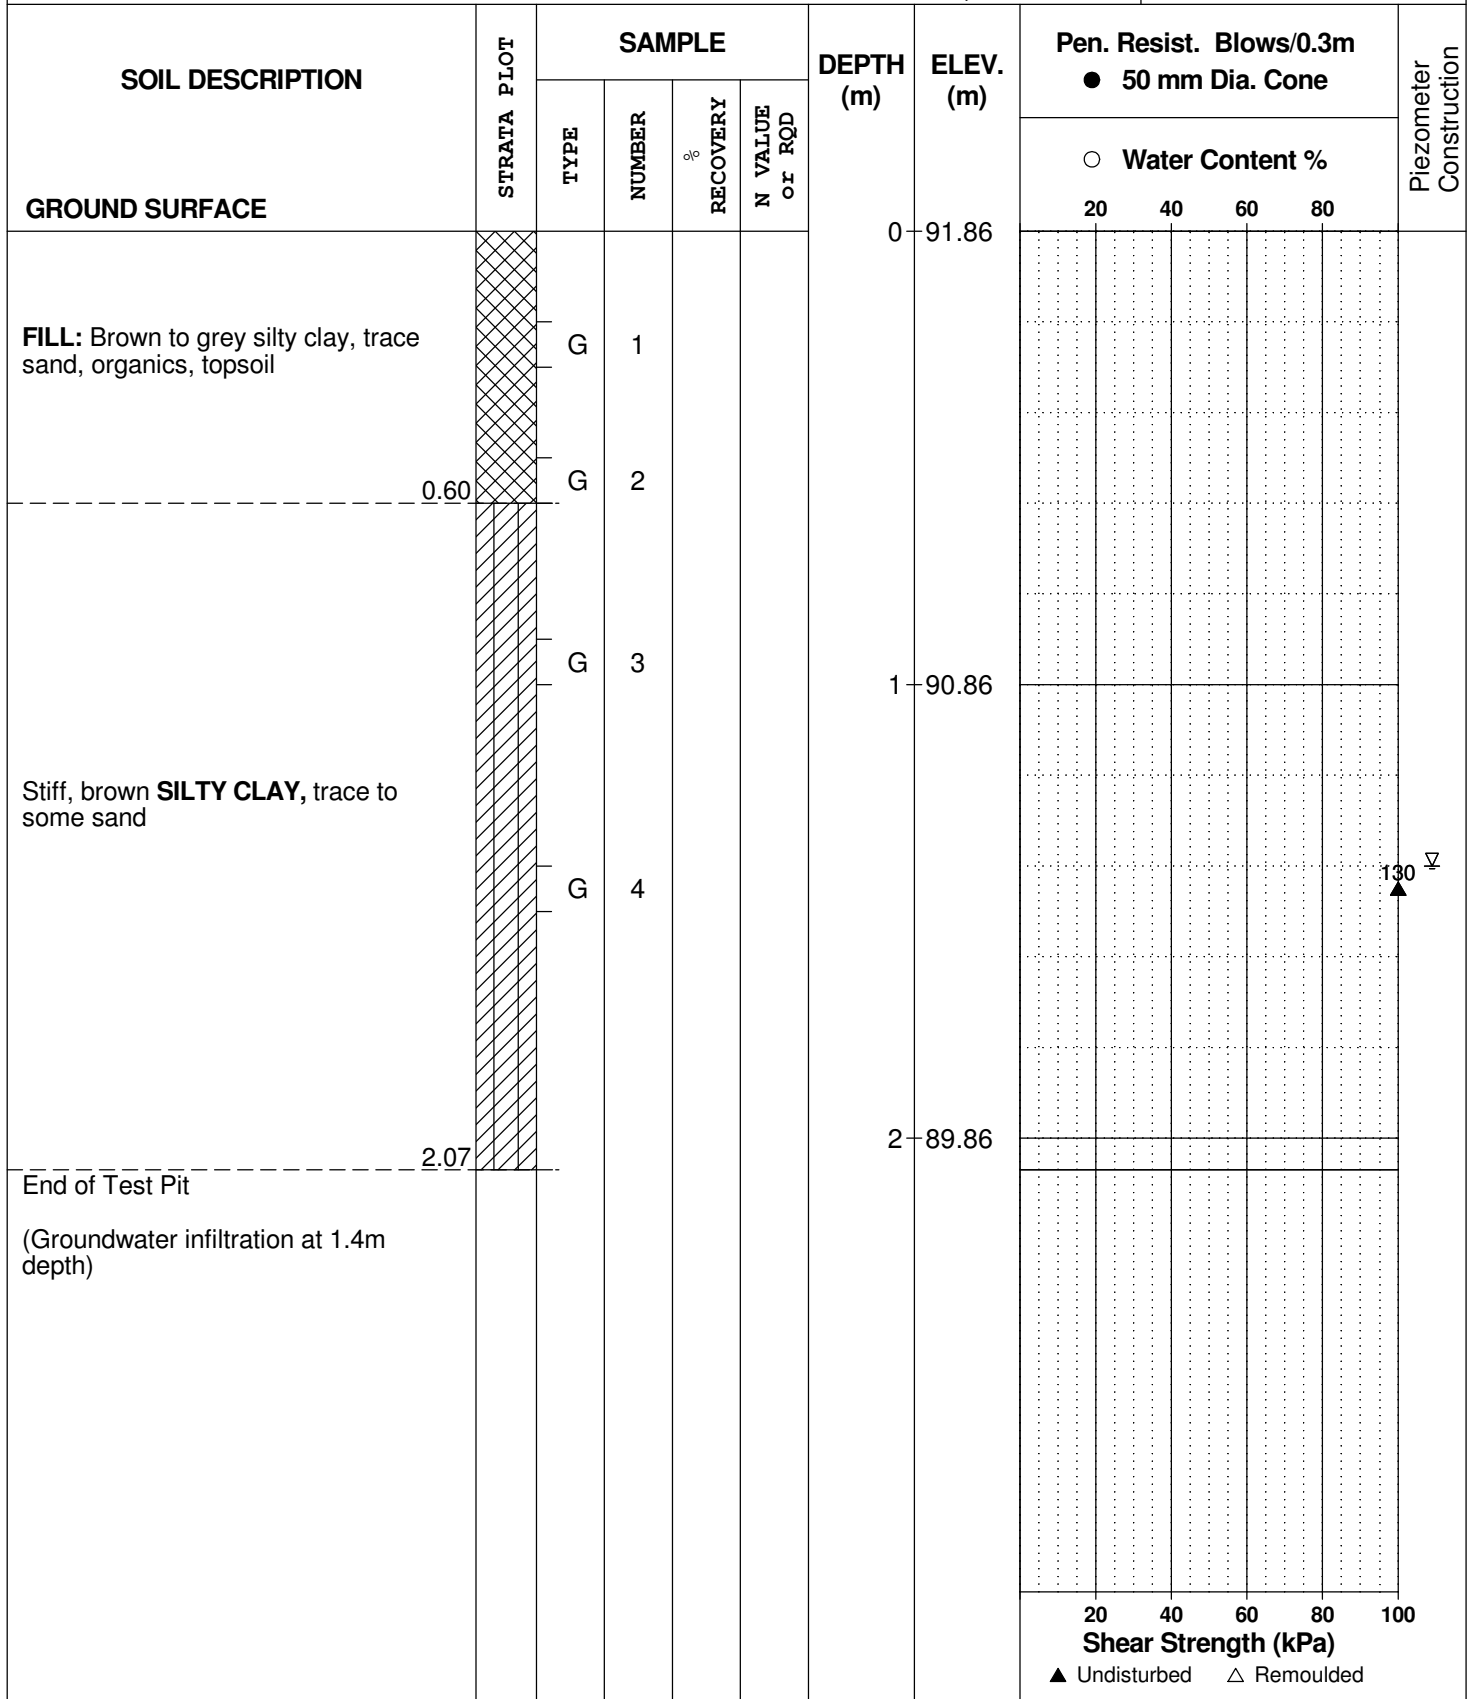 SOIL DESCRIPTION
GROUND SURFACE
STRATA PLOT
SAMPLE
TYPE
NUMBER
%
RECOVERY
N VALUE
or RQD
DEPTH
(m)
ELEV.
(m)
Pen. Resist. Blows/0.3m
● 50 mm Dia. Cone
○ Water Content %
20 40 60 80
Piezometer
Construction
0 91.86
FILL: Brown to grey silty clay, trace
sand, organics, topsoil
G 1
G 2
0.60
G 3
1 90.86
Stiff, brown SILTY CLAY, trace to
some sand
130
G 4
2 89.86
2.07
End of Test Pit
(Groundwater infiltration at 1.4m
depth)
20 40 60 80 100
Shear Strength (kPa)
▲ Undisturbed △ Remoulded